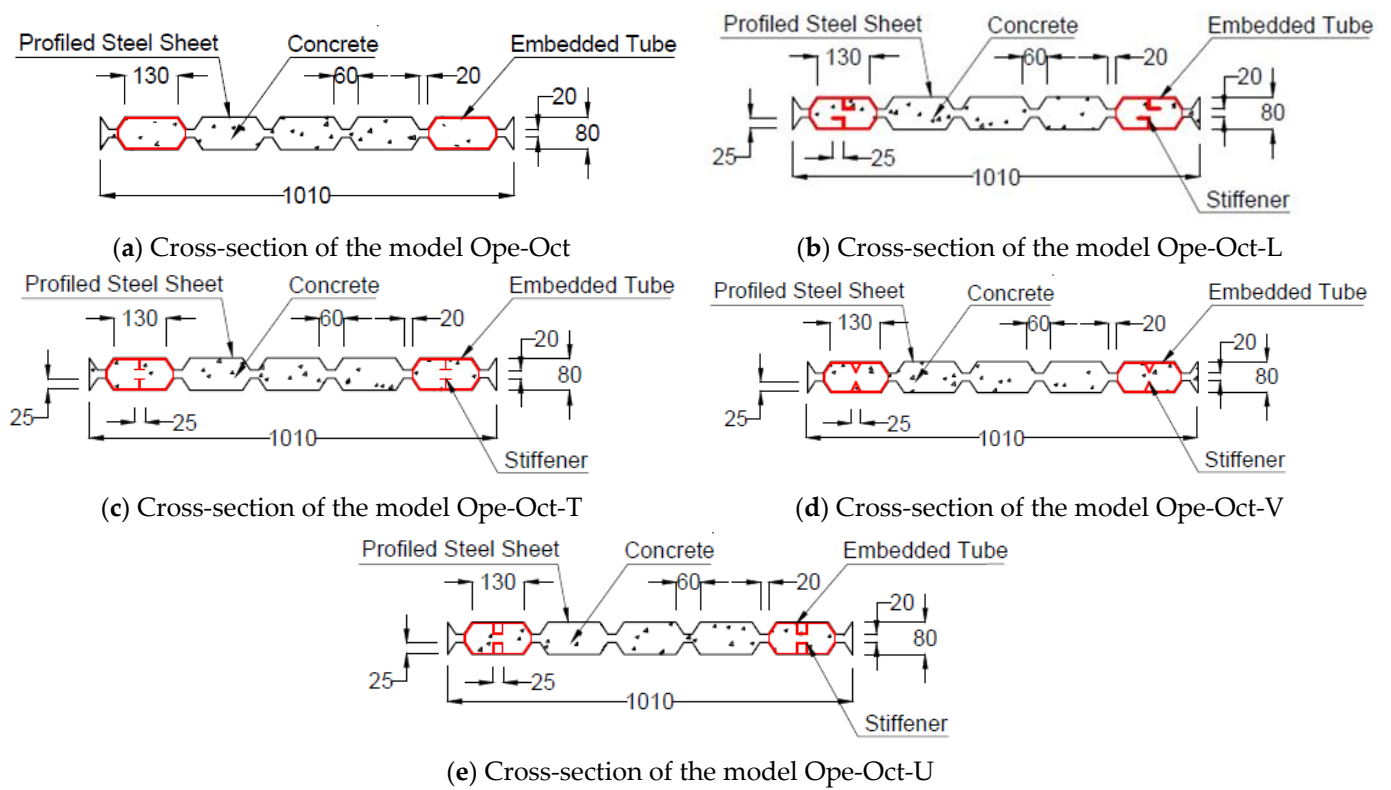 Profiled Steel Sheet Concrete Embedded Tube
130 60 20
20
80
1010
(a) Cross-section of the model Ope-Oct
Profiled Steel Sheet Concrete Embedded Tube
130 60 20
20
80
25
25
1010
Stiffener
(b) Cross-section of the model Ope-Oct-L
Profiled Steel Sheet Concrete Embedded Tube
130 60 20
20
80
25
25
1010
Stiffener
(c) Cross-section of the model Ope-Oct-T
Profiled Steel Sheet Concrete Embedded Tube
130 60 20
20
80
25
25
1010
Stiffener
(d) Cross-section of the model Ope-Oct-V
Profiled Steel Sheet Concrete Embedded Tube
130 60 20
20
80
25
25
1010
Stiffener
(e) Cross-section of the model Ope-Oct-U